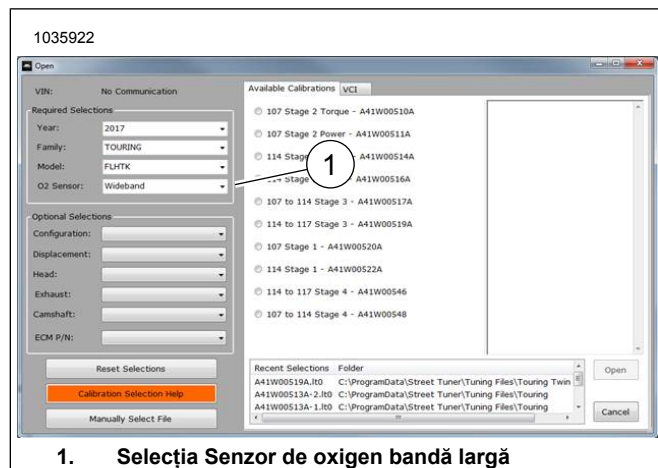 1035922
Open
VIN: No Communication
Required Selections
Year: 2017
Family: TOURING
Model: FLHTK
O2 Sensor: Wideband
Optional Selections
Configuration:
Displacement:
Head:
Exhaust:
Camshaft:
ECM P/N:
Reset Selections
Calibration Selection Help
Manually Select File
Available Calibrations VCI
107 Stage 2 Torque - A41W00510A
107 Stage 2 Power - A41W00511A
114 Stage - A41W00514A
114 Stage - A41W00516A
107 to 114 Stage 3 - A41W00517A
114 to 117 Stage 3 - A41W00519A
107 Stage 1 - A41W00520A
114 Stage 1 - A41W00522A
114 to 117 Stage 4 - A41W00546
107 to 114 Stage 4 - A41W00548
1
Recent Selections Folder
A41W00519A.lt0 C:\ProgramData\Street Tuner\Tuning Files\Touring Twin
A41W00513A-2.lt0 C:\ProgramData\Street Tuner\Tuning Files\Touring
A41W00513A-1.lt0 C:\ProgramData\Street Tuner\Tuning Files\Touring
Open
Cancel
1. Selecția Senzor de oxigen bandă largă